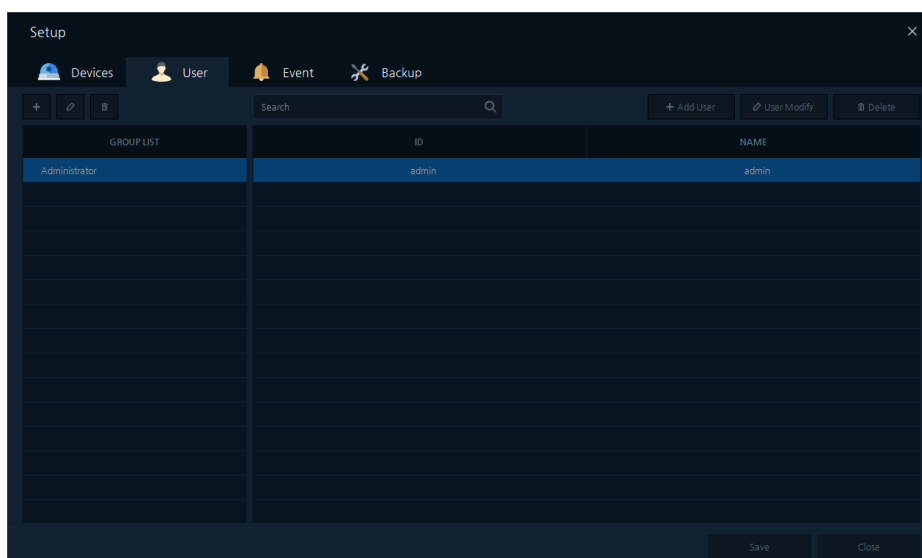 Setup
Devices User Event Backup
Search + Add User User Modify Delete
GROUP LIST ID NAME
Administrator admin admin
Save Close